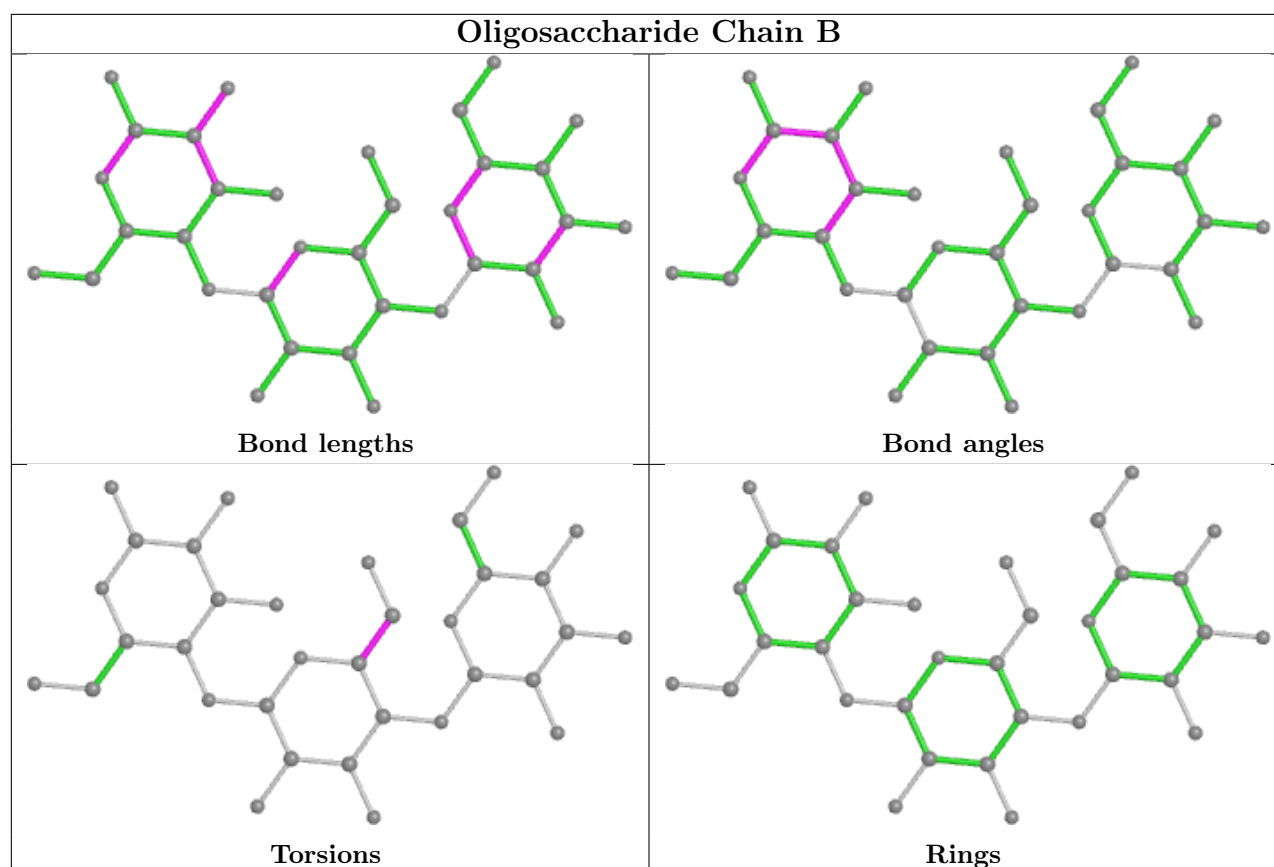 Oligosaccharide Chain B
Bond lengths
Bond angles
Torsions
Rings